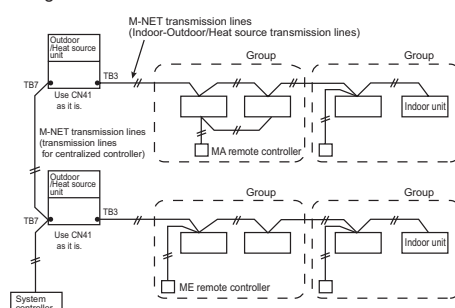 M-NET transmission lines
(Indoor-Outdoor/Heat source transmission lines)
Outdoor
/Heat source
unit
Group
Group
TB7
TB3
Use CN41
as it is.
Indoor unit
MA remote controller
M-NET transmission lines
(transmission lines
for centralized controller)
Outdoor
/Heat source
unit
Group
Group
TB7
TB3
Use CN41
as it is.
Indoor unit
ME remote controller
System
controller